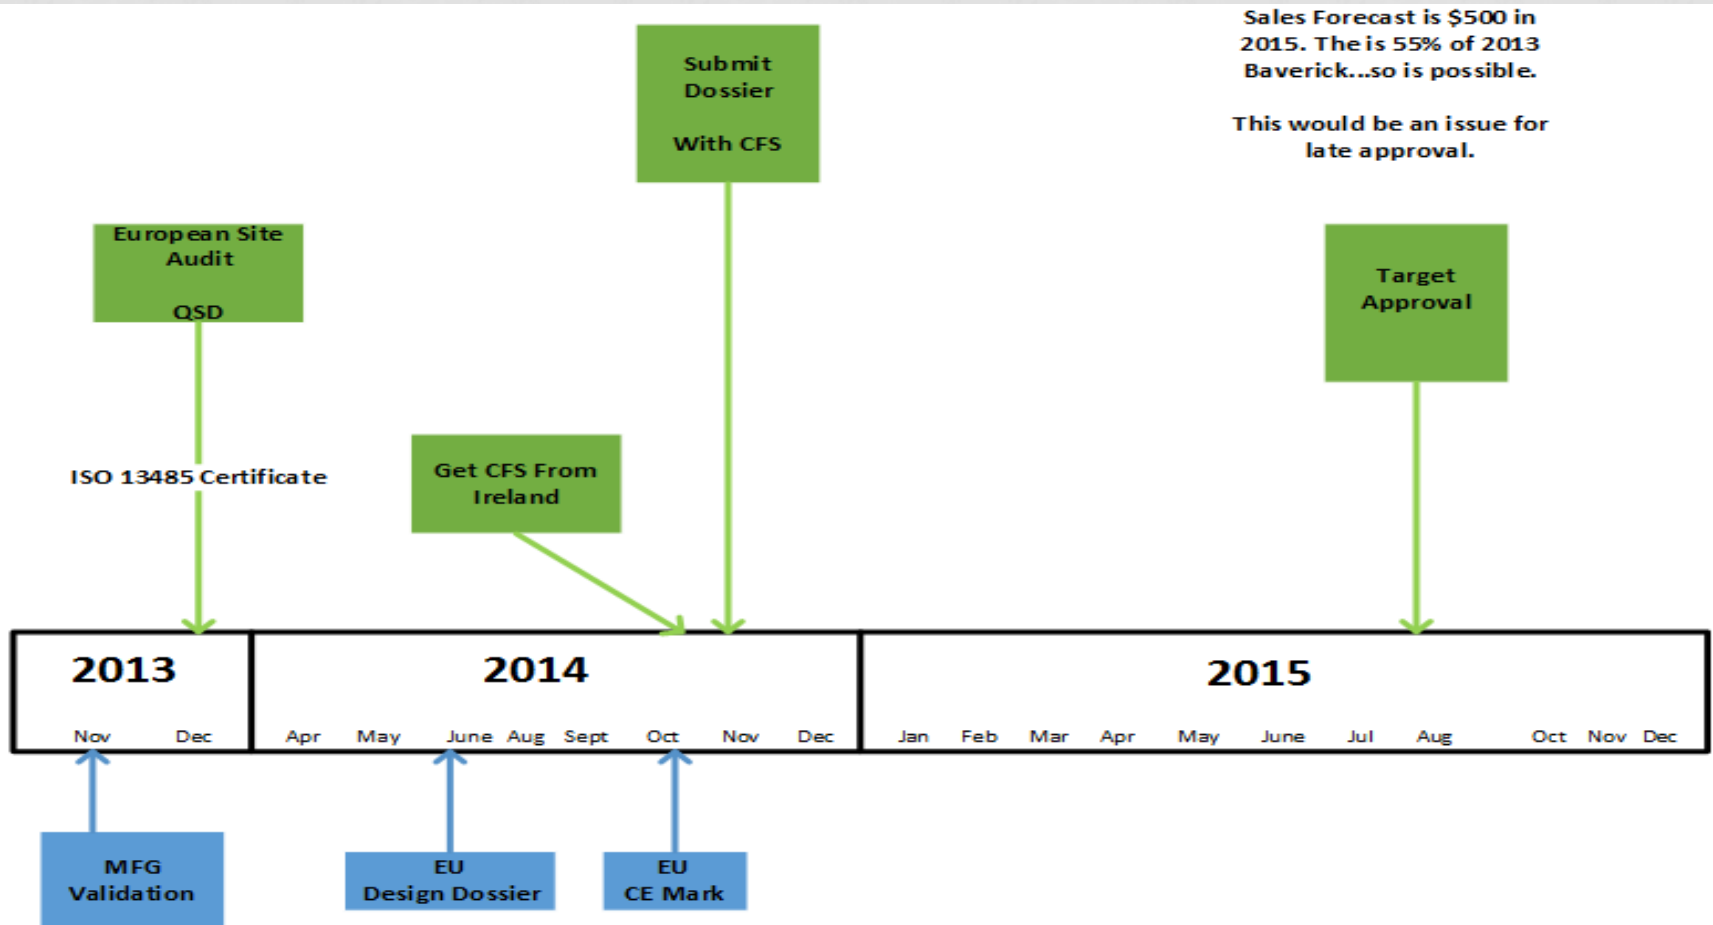 Sales Forecast is $500 in
2015. The is 55% of 2013
Baverick...so is possible.
This would be an issue for
late approval.
Submit
Dossier
With CFS
European Site
Audit
QSD
Target
Approval
ISO 13485 Certificate
Get CFS From
Ireland
2013
2014
2015
Nov Dec Apr May June Aug Sept Oct Nov Dec Jan Feb Mar Apr May June Jul Aug Oct Nov Dec
MFG
Validation
EU
Design Dossier
EU
CE Mark